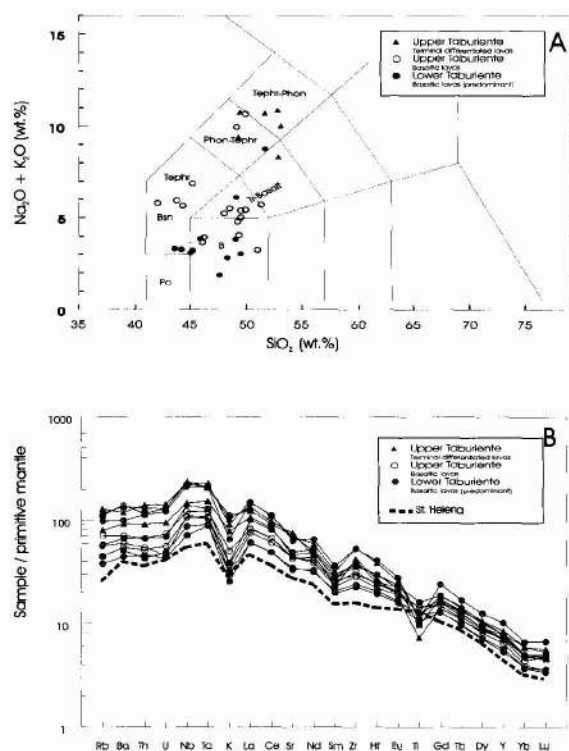 A
16
15
10
5
0
Na₂O + K₂O (wt.%)
Upper Taburiente
Terminal differentiated lavas
Upper Taburiente
Basaltic lavas
Lower Taburiente
Basaltic lavas (predominant)
Tephr-Phon
Phon-Tephr
Tephr
Tr-Basalt
Bsn
B
35 40 45 50 55 60 65 70 75
SiO₂ (wt.%)
B
1000
100
10
1
Sample / primitive mantle
Upper Taburiente
Terminal differentiated lavas
Upper Taburiente
Basaltic lavas
Lower Taburiente
Basaltic lavas (predominant)
St. Helena
Rb Ba Th U Nb Ta K La Ce Sr Nd Sm Zr Hf Eu Ti Gd Tb Dy Y Yb Lu